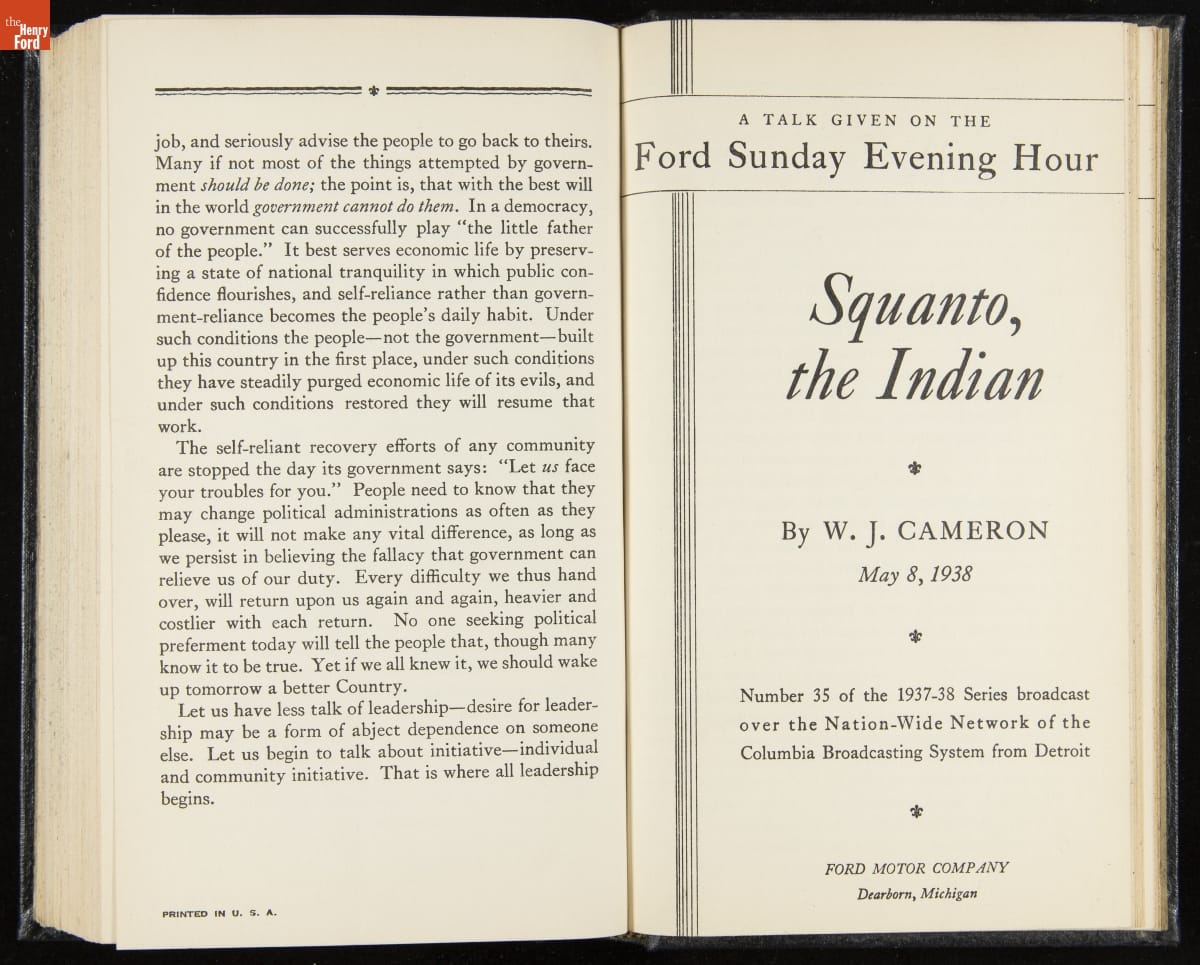 the
Henry
Ford
job, and seriously advise the people to go back to theirs.
Many if not most of the things attempted by govern-
ment should be done; the point is, that with the best will
in the world government cannot do them. In a democracy,
no government can successfully play “the little father
of the people.” It best serves economic life by preserv-
ing a state of national tranquility in which public con-
fidence flourishes, and self-reliance rather than govern-
ment-reliance becomes the people’s daily habit. Under
such conditions the people—not the government—built
up this country in the first place, under such conditions
they have steadily purged economic life of its evils, and
under such conditions restored they will resume that
work.
The self-reliant recovery efforts of any community
are stopped the day its government says: “Let us face
your troubles for you.” People need to know that they
may change political administrations as often as they
please, it will not make any vital difference, as long as
we persist in believing the fallacy that government can
relieve us of our duty. Every difficulty we thus hand
over, will return upon us again and again, heavier and
costlier with each return. No one seeking political
preferment today will tell the people that, though many
know it to be true. Yet if we all knew it, we should wake
up tomorrow a better Country.
Let us have less talk of leadership—desire for leader-
ship may be a form of abject dependence on someone
else. Let us begin to talk about initiative—individual
and community initiative. That is where all leadership
begins.
PRINTED IN U. S. A.
A TALK GIVEN ON THE
Ford Sunday Evening Hour
Squanto,
the Indian
By W. J. CAMERON
May 8, 1938
Number 35 of the 1937-38 Series broadcast
over the Nation-Wide Network of the
Columbia Broadcasting System from Detroit
FORD MOTOR COMPANY
Dearborn, Michigan